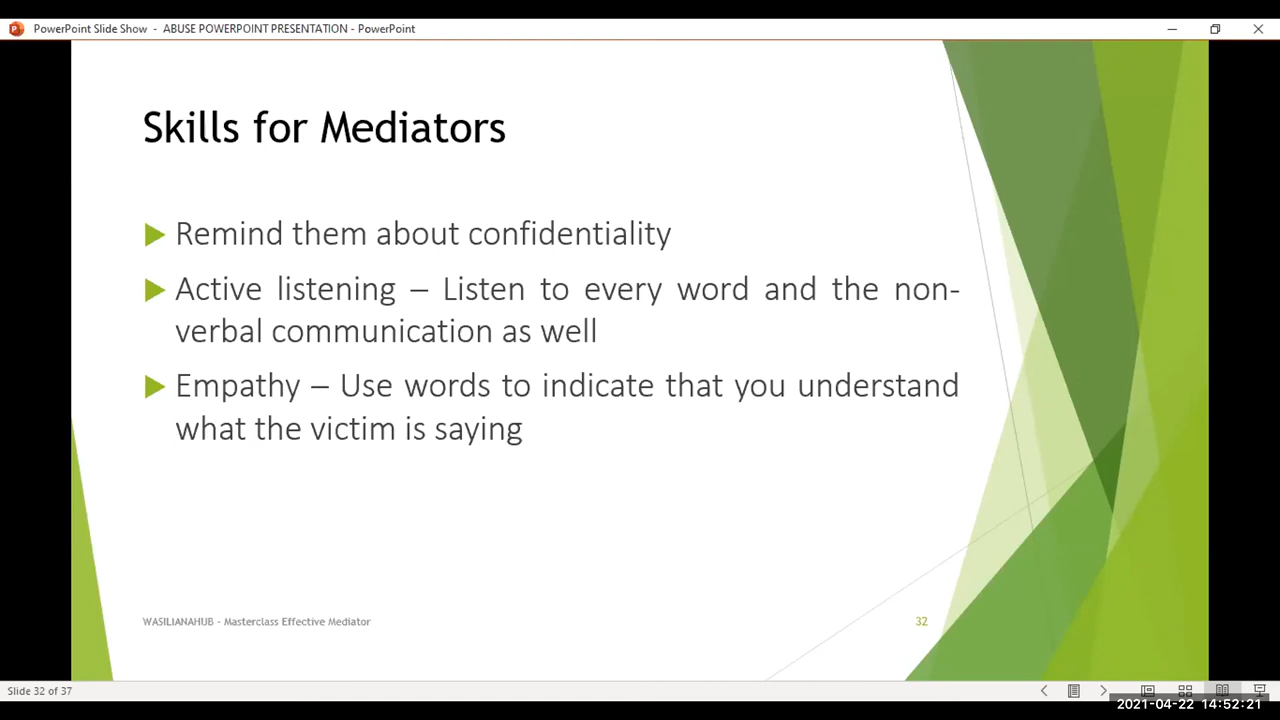 PowerPoint Slide Show - ABUSE POWERPOINT PRESENTATION - PowerPoint
Skills for Mediators
Remind them about confidentiality
Active listening – Listen to every word and the non-
verbal communication as well
Empathy – Use words to indicate that you understand
what the victim is saying
WASILIANAHUB - Masterclass Effective Mediator
32
Slide 32 of 37
2021-04-22 14:52:21